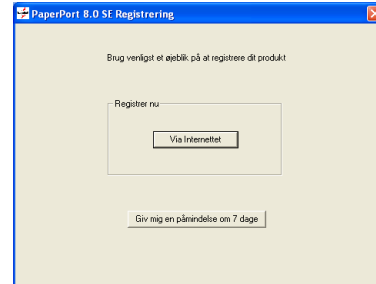 PaperPort 8.0 SE Registrering
Brug venligst et øjeblik på at registrere dit produkt
Registrer nu
Via Internettet
Giv mig en påmindelse om 7 dage